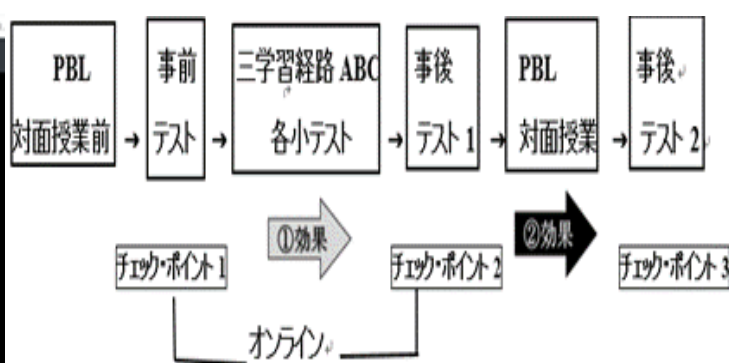 PBL
対面授業前
→
事前
テスト
→
三学習経路 ABC
各小テスト
→
事後
テスト 1
→
PBL
対面授業
→
事後
テスト 2
①効果
②効果
チェック・ポイント 1
チェック・ポイント 2
チェック・ポイント 3
オンライン